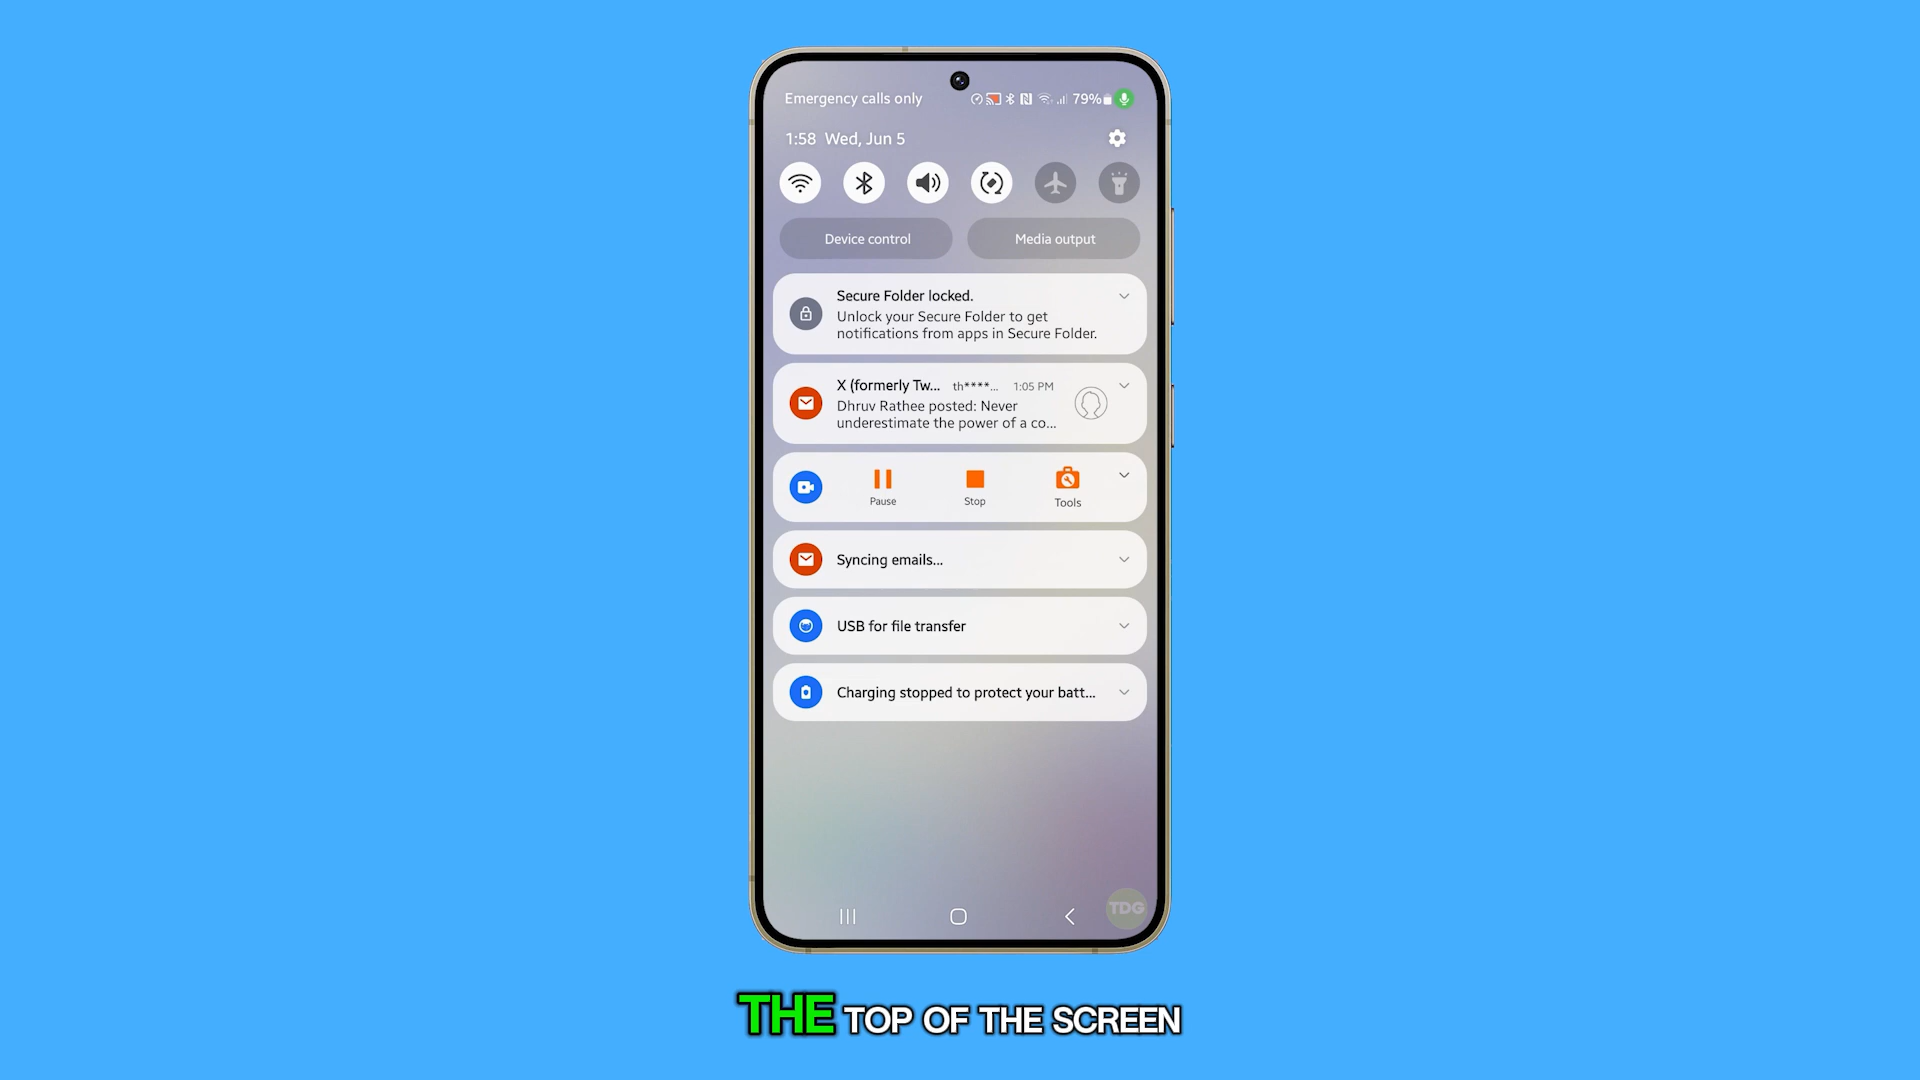 Emergency calls only
79%
1:58 Wed, Jun 5
Device control
Media output
Secure Folder locked.
Unlock your Secure Folder to get
notifications from apps in Secure Folder.
X (formerly Tw... th****... 1:05 PM
Dhruv Rathee posted: Never
underestimate the power of a co...
Pause
Stop
Tools
Syncing emails...
USB for file transfer
Charging stopped to protect your batt...
TDG
THE TOP OF THE SCREEN